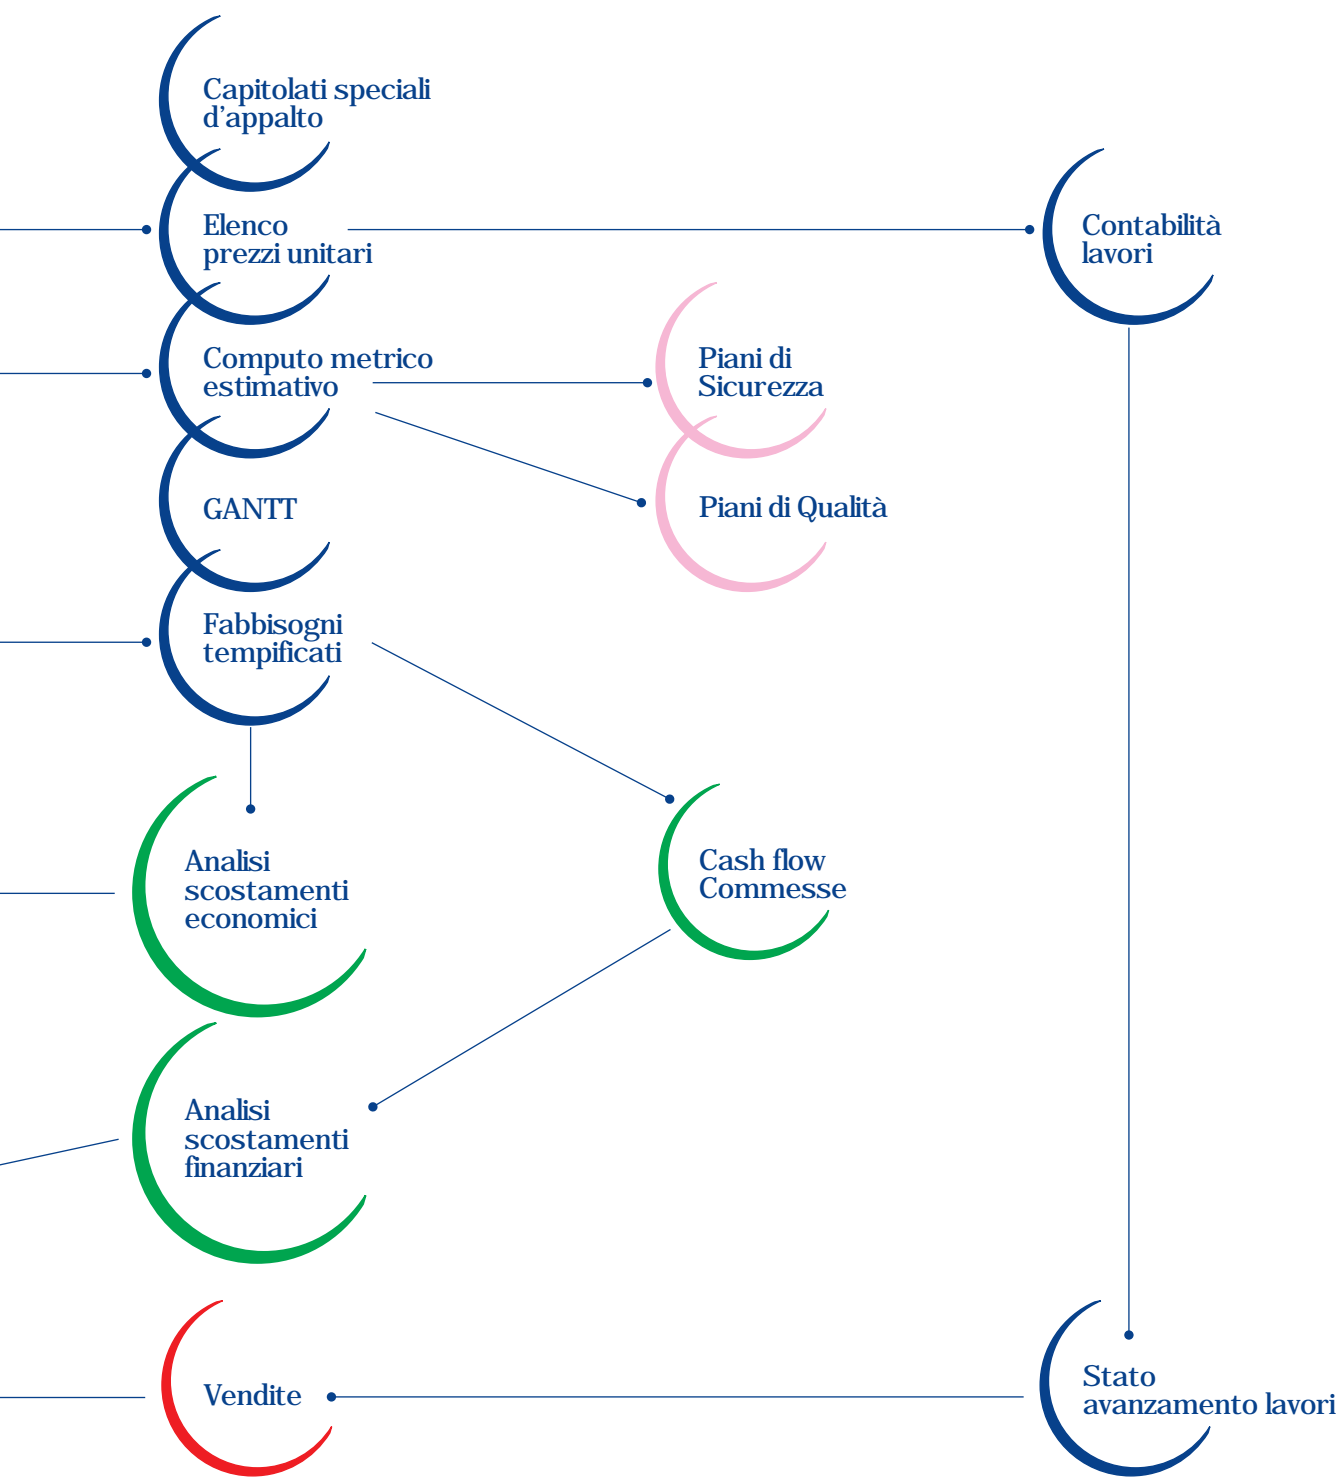 Capitolati speciali
d’appalto
Elenco
prezzi unitari
Contabilità
lavori
Computo metrico
estimativo
Piani di
Sicurezza
GANTT
Piani di Qualità
Fabbisogni
tempificati
Analisi
scostamenti
economici
Cash flow
Commesse
Analisi
scostamenti
finanziari
Vendite
Stato
avanzamento lavori